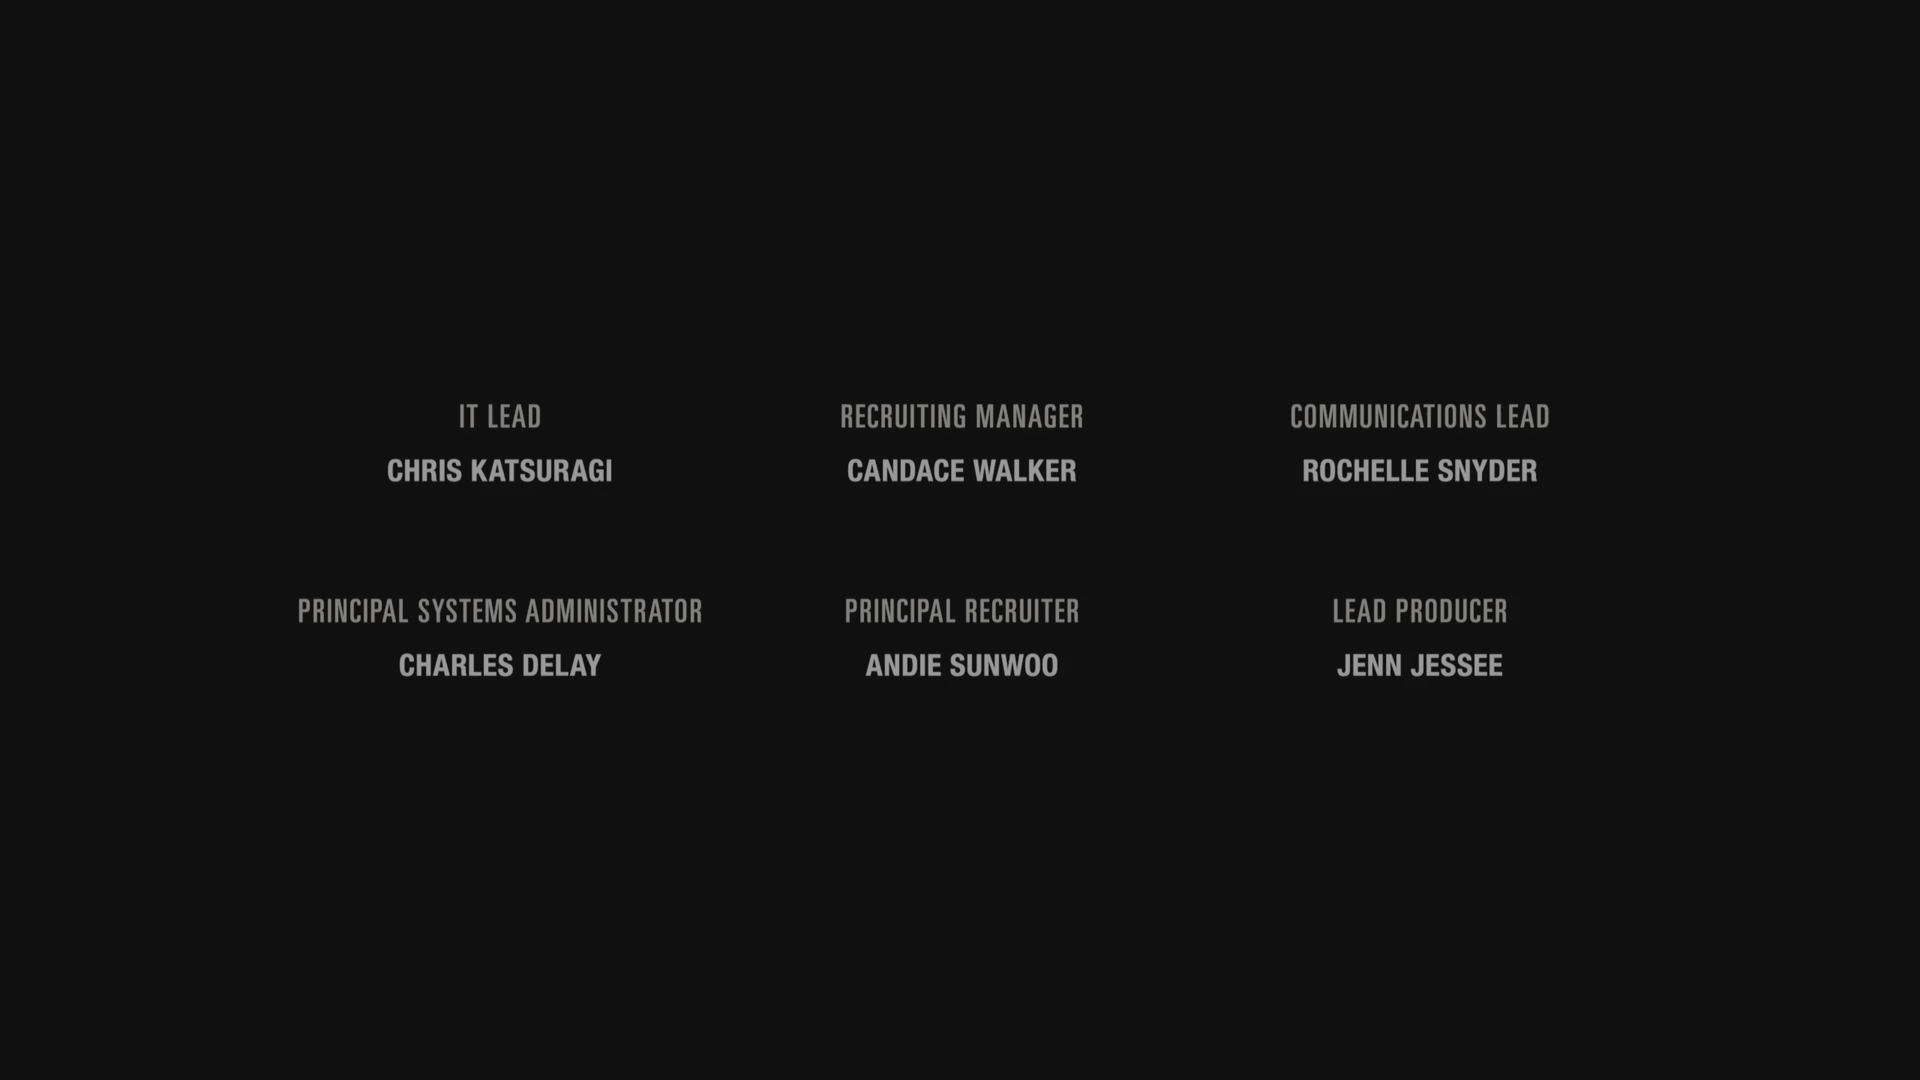 IT LEAD
CHRIS KATSURAGI
RECRUITING MANAGER
CANDACE WALKER
COMMUNICATIONS LEAD
ROCHELLE SNYDER
PRINCIPAL SYSTEMS ADMINISTRATOR
CHARLES DELAY
PRINCIPAL RECRUITER
ANDIE SUNWOO
LEAD PRODUCER
JENN JESSEE